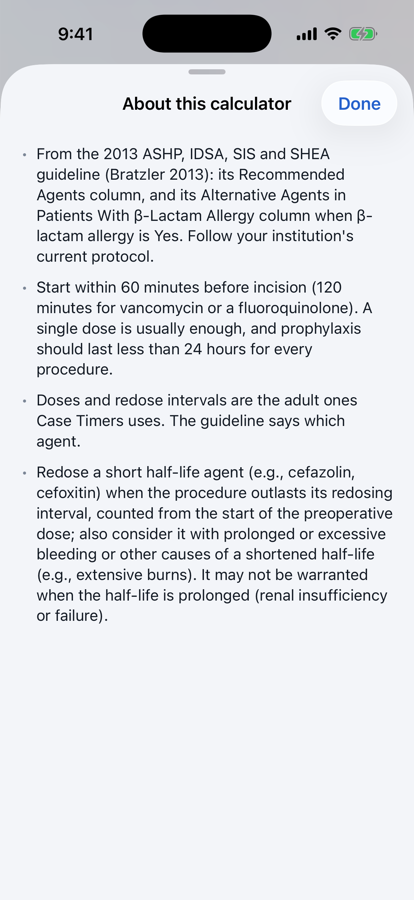 9:41
About this calculator
Done
• From the 2013 ASHP, IDSA, SIS and SHEA
guideline (Bratzler 2013): its Recommended
Agents column, and its Alternative Agents in
Patients With β-Lactam Allergy column when β-
lactam allergy is Yes. Follow your institution's
current protocol.
• Start within 60 minutes before incision (120
minutes for vancomycin or a fluoroquinolone). A
single dose is usually enough, and prophylaxis
should last less than 24 hours for every
procedure.
• Doses and redose intervals are the adult ones
Case Timers uses. The guideline says which
agent.
• Redose a short half-life agent (e.g., cefazolin,
cefoxitin) when the procedure outlasts its redosing
interval, counted from the start of the preoperative
dose; also consider it with prolonged or excessive
bleeding or other causes of a shortened half-life
(e.g., extensive burns). It may not be warranted
when the half-life is prolonged (renal insufficiency
or failure).